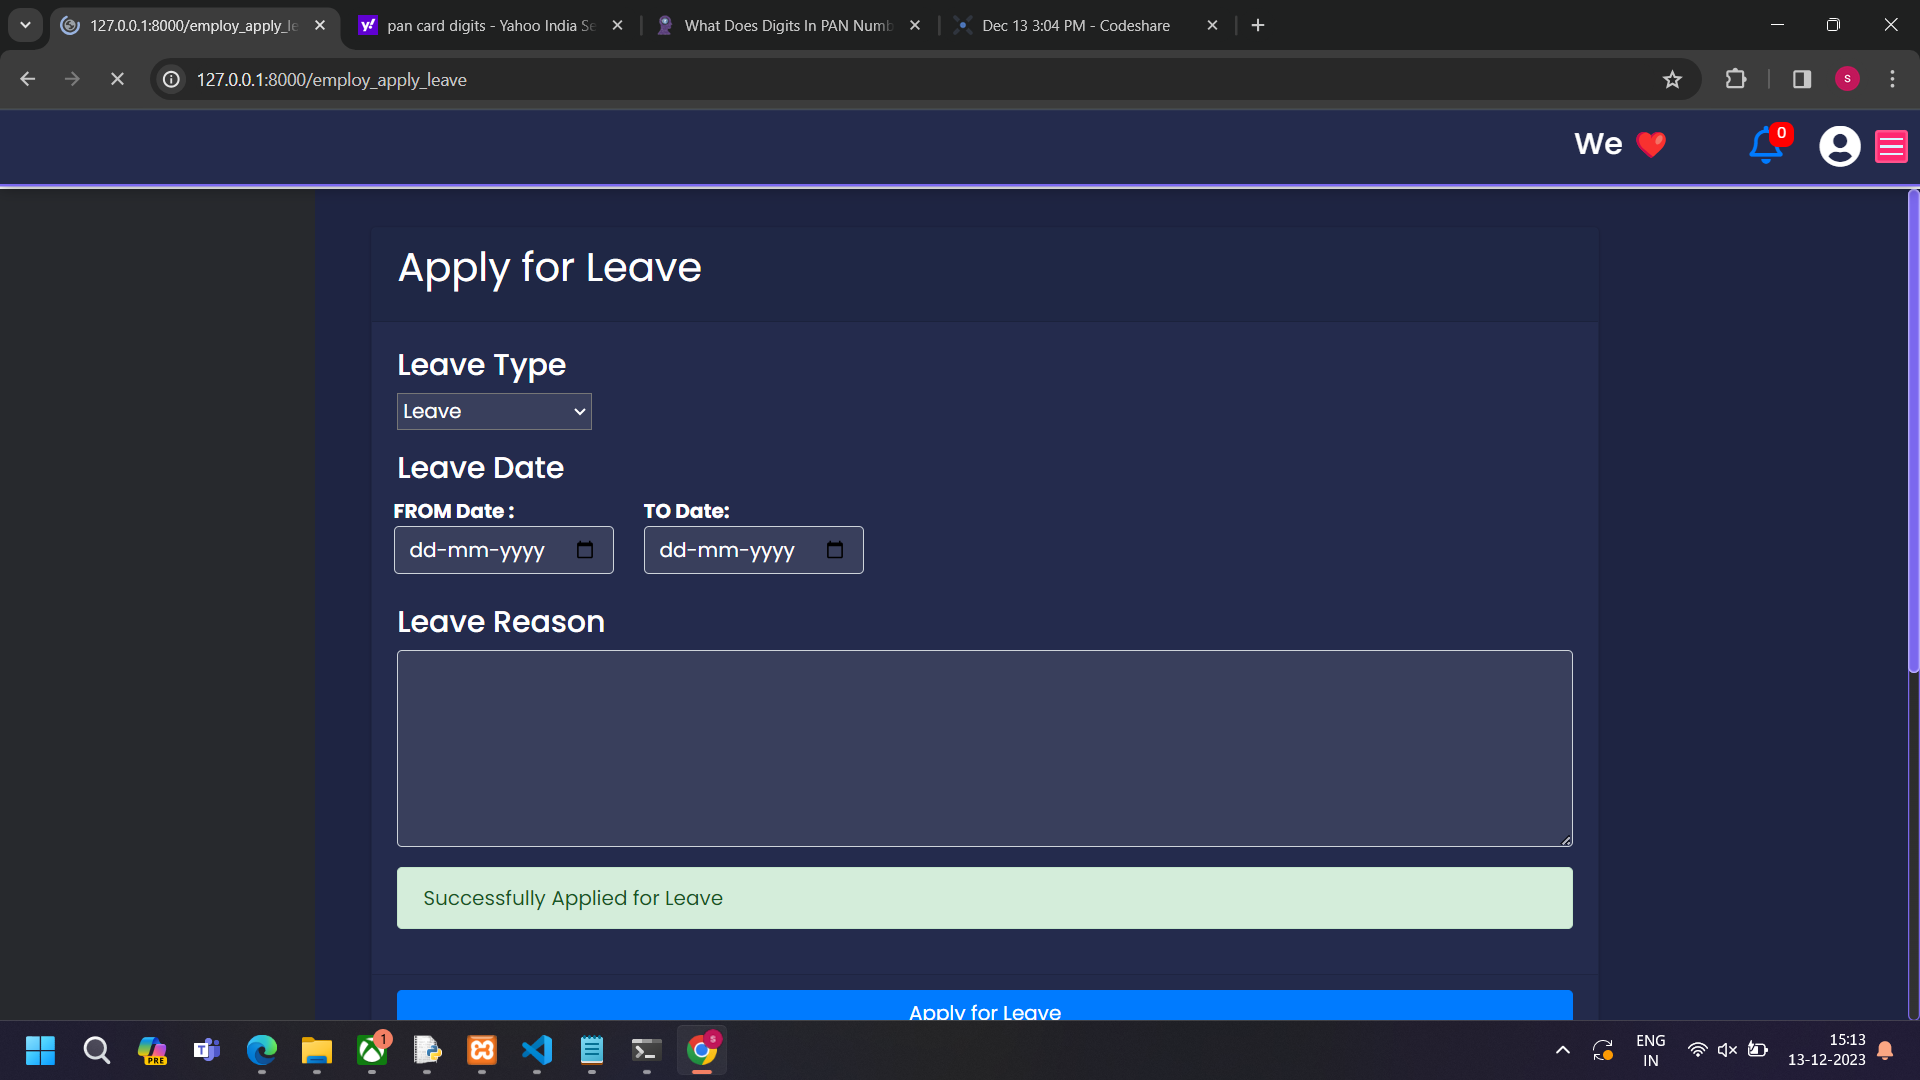 127.0.0.1:8000/employ_apply_le
pan card digits - Yahoo India Se
What Does Digits In PAN Numb
Dec 13 3:04 PM - Codeshare
127.0.0.1:8000/employ_apply_leave
S
We ❤️
0
Apply for Leave
Leave Type
Leave
Leave Date
FROM Date :
TO Date:
dd-mm-yyyy
dd-mm-yyyy
Leave Reason
Successfully Applied for Leave
Apply for Leave
PRE
1
S
ENG
IN
15:13
13-12-2023